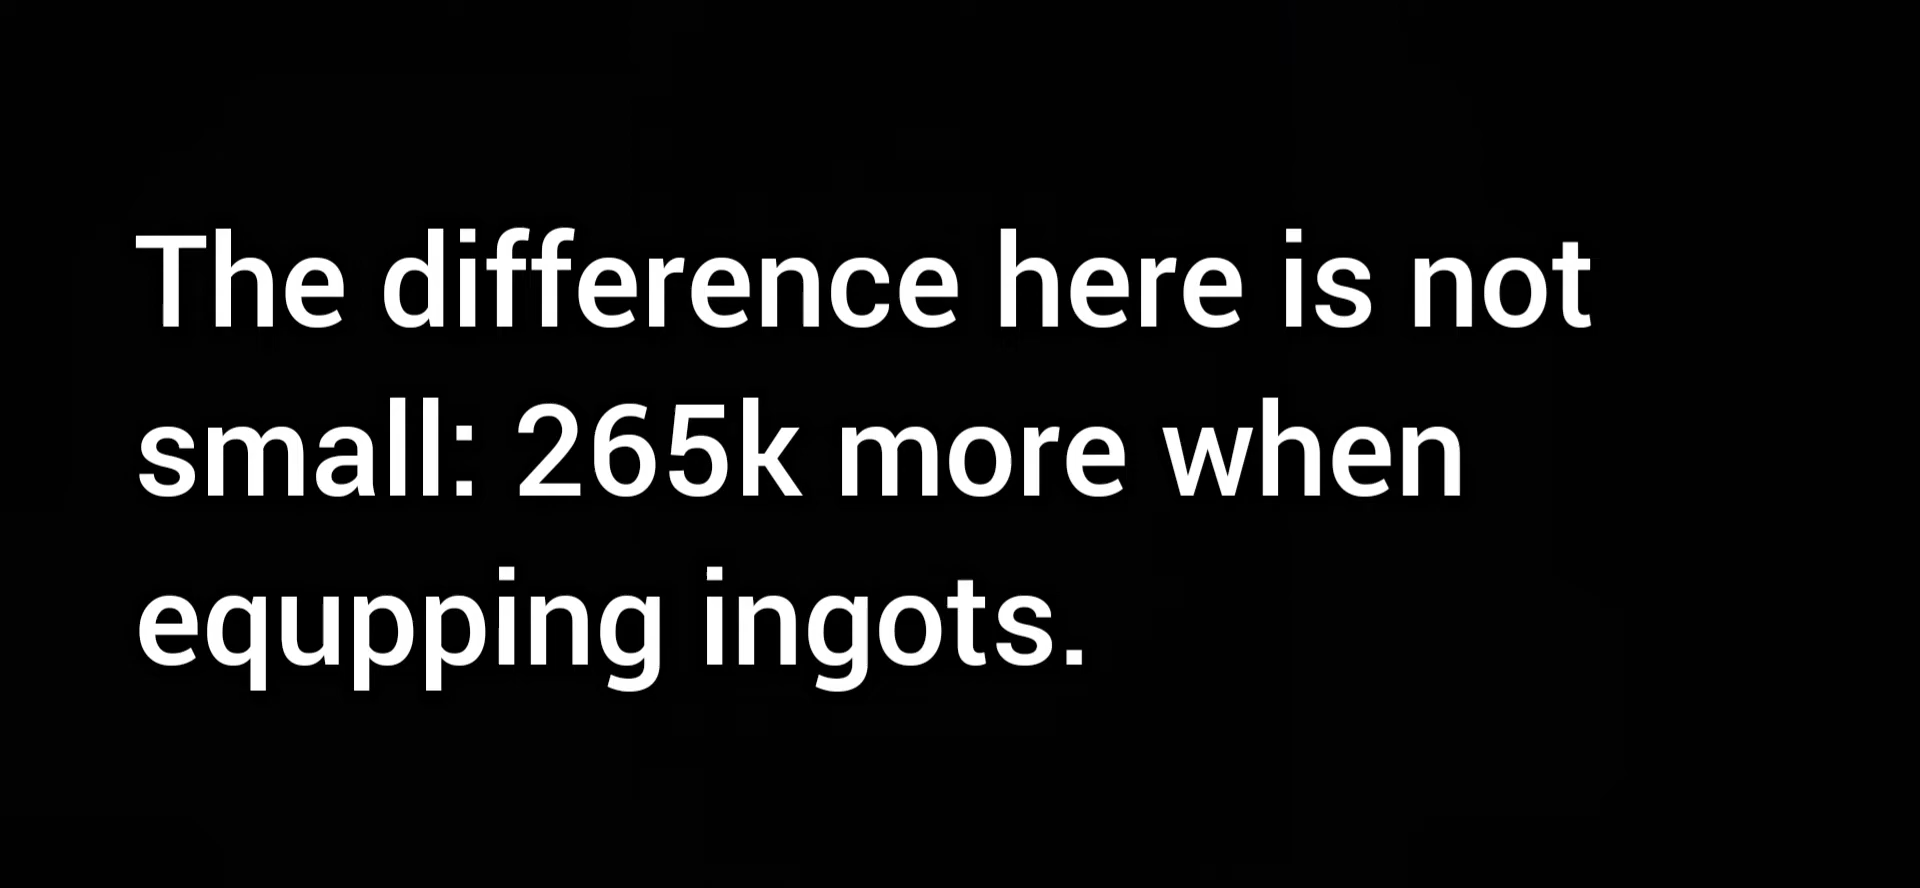 The difference here is not
small: 265k more when
equpping ingots.